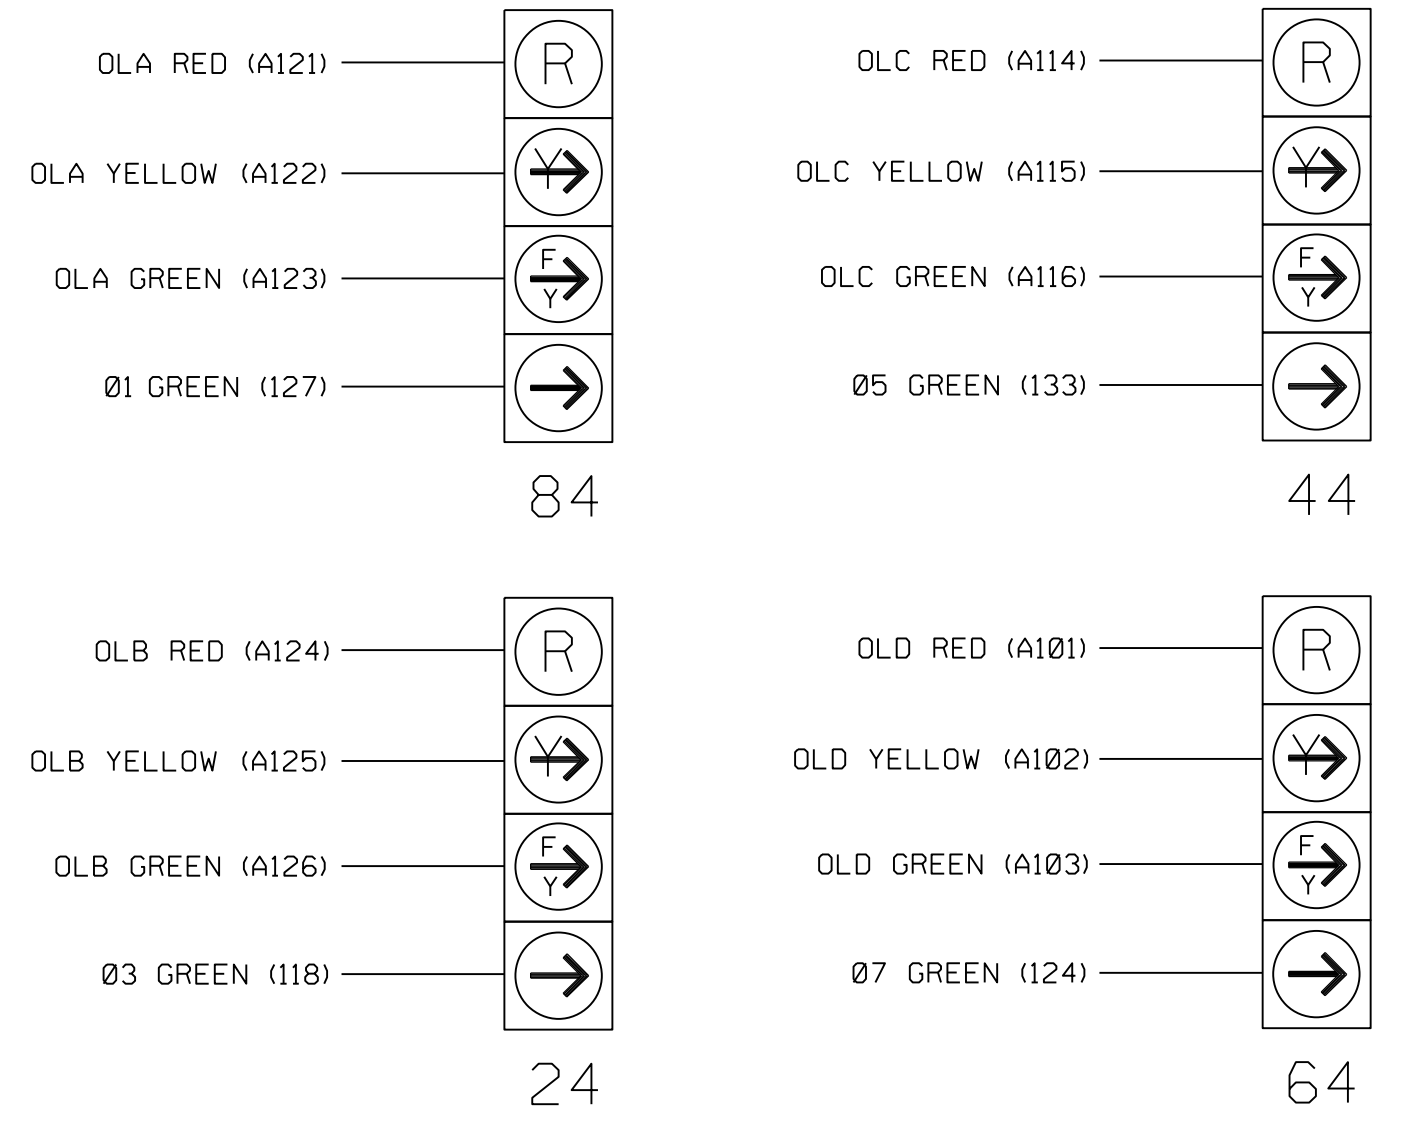 OLA RED (A121)
R
OLA YELLOW (A122)
Y
OLA GREEN (A123)
F
Y
Ø1 GREEN (127)
84
OLC RED (A114)
R
OLC YELLOW (A115)
Y
OLC GREEN (A116)
F
Y
Ø5 GREEN (133)
44
OLB RED (A124)
R
OLB YELLOW (A125)
Y
OLB GREEN (A126)
F
Y
Ø3 GREEN (118)
24
OLD RED (A1Ø1)
R
OLD YELLOW (A1Ø2)
Y
OLD GREEN (A1Ø3)
F
Y
Ø7 GREEN (124)
64